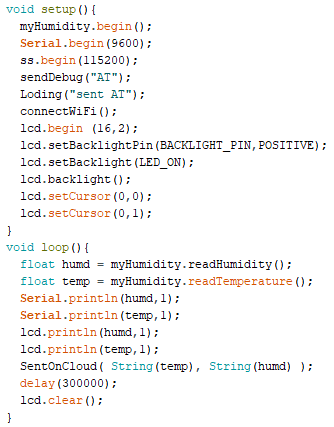 void setup(){
  myHumidity.begin();
  Serial.begin(9600);
  ss.begin(115200);
  sendDebug("AT");
  Loding("sent AT");
  connectWiFi();
  lcd.begin (16,2);
  lcd.setBacklightPin(BACKLIGHT_PIN,POSITIVE);
  lcd.setBacklight(LED_ON);
  lcd.backlight();
  lcd.setCursor(0,0);
  lcd.setCursor(0,1);
}
void loop(){
  float humd = myHumidity.readHumidity();
  float temp = myHumidity.readTemperature();
  Serial.println(humd,1);
  Serial.println(temp,1);
  lcd.println(humd,1);
  lcd.println(temp,1);
  SentOnCloud( String(temp), String(humd) );
  delay(300000);
  lcd.clear();
}